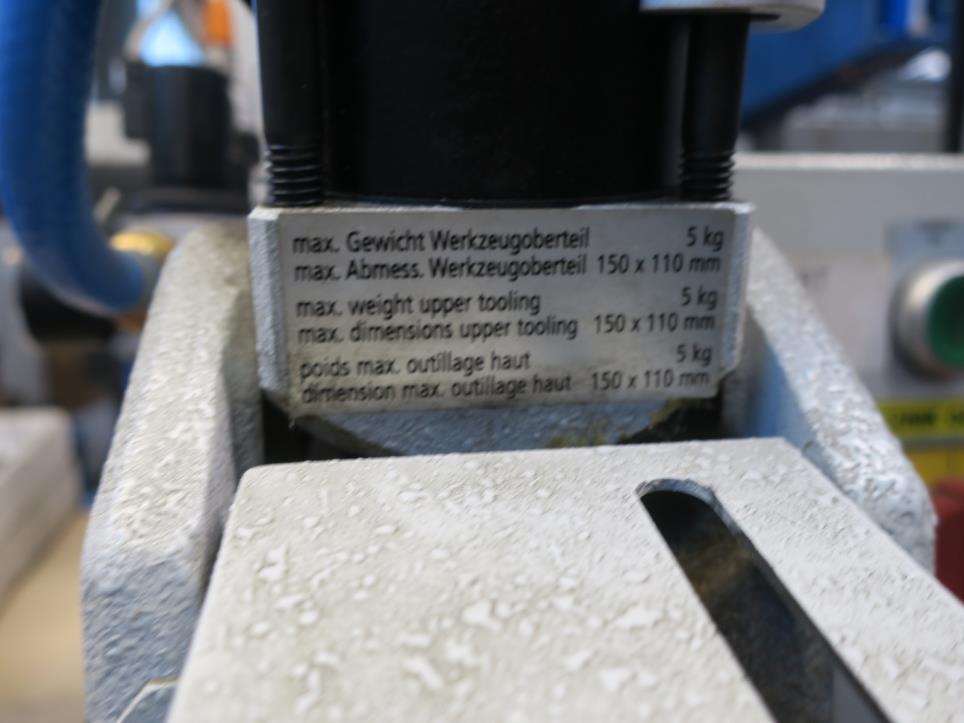 max. Gewicht Werkzeugoberteil 5 kg
max. Abmess. Werkzeugoberteil 150 x 110 mm
max. weight upper tooling 5 kg
max. dimensions upper tooling 150 x 110 mm
poids max. outillage haut 5 kg
dimension max. outillage haut 150 x 110 mm